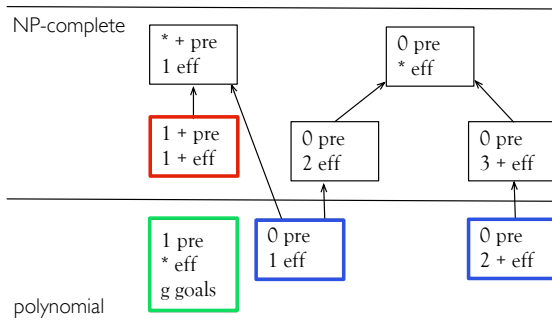 NP-complete
* + pre
1 eff
0 pre
* eff
1 + pre
1 + eff
0 pre
2 eff
0 pre
3 + eff
1 pre
* eff
g goals
0 pre
1 eff
0 pre
2 + eff
polynomial